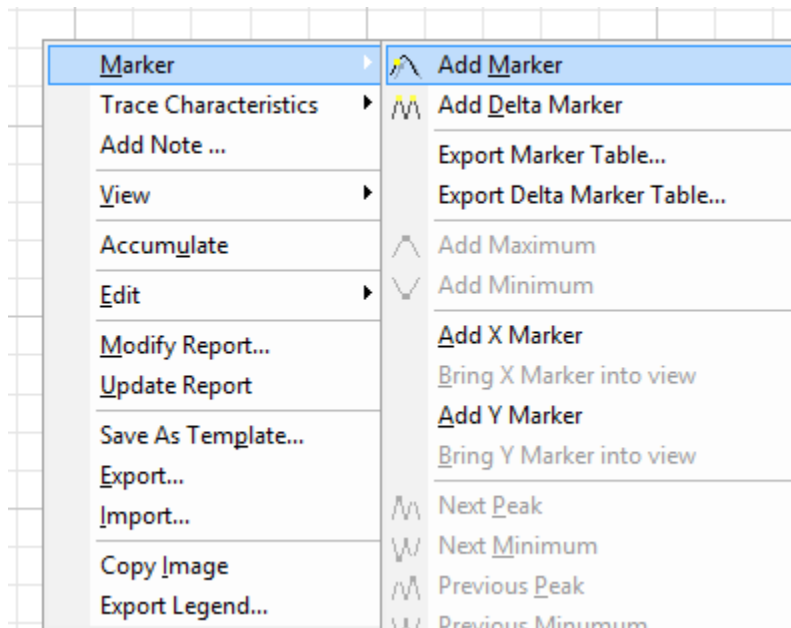 Marker
Trace Characteristics
Add Note ...
View
Accumulate
Edit
Modify Report...
Update Report
Save As Template...
Export...
Import...
Copy Image
Export Legend...
Add Marker
Add Delta Marker
Export Marker Table...
Export Delta Marker Table...
Add Maximum
Add Minimum
Add X Marker
Bring X Marker into view
Add Y Marker
Bring Y Marker into view
Next Peak
Next Minimum
Previous Peak
Previous Minumum